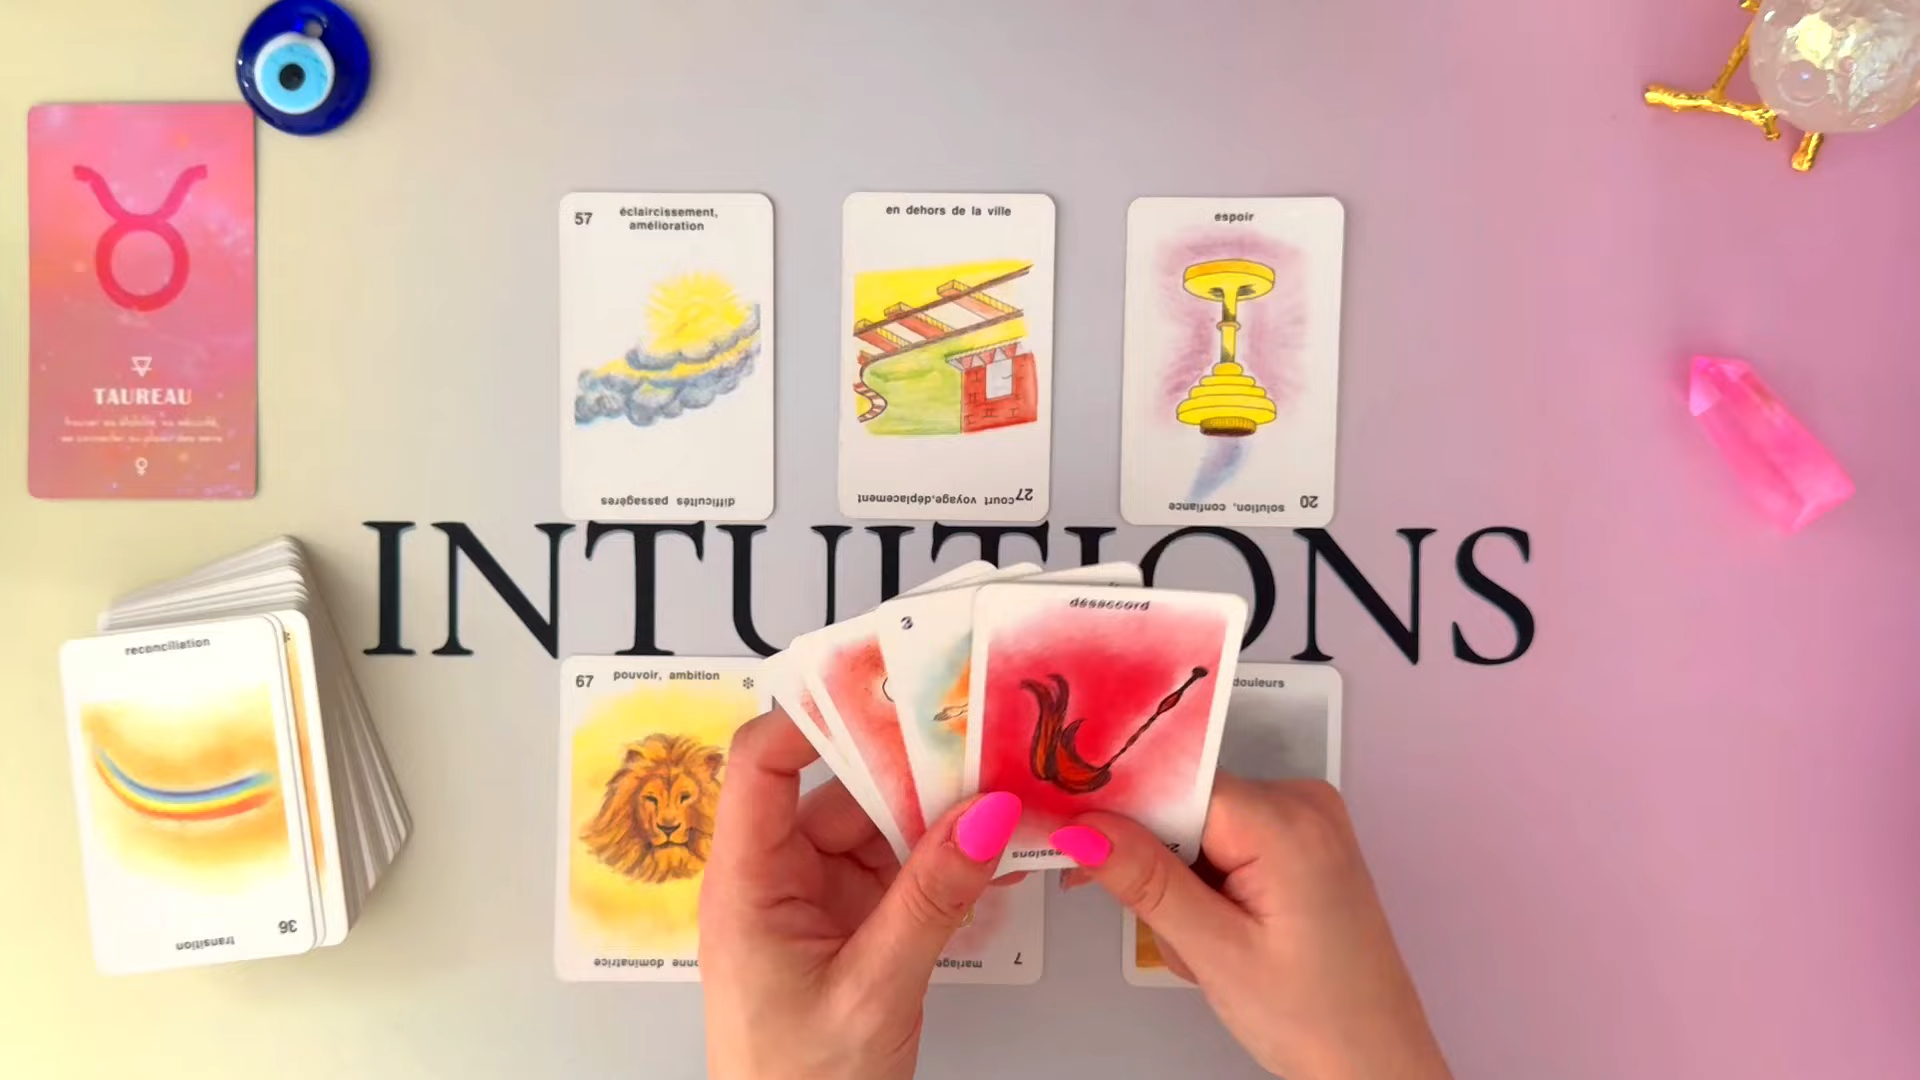 TAUREAU
57
éclaircissement,
amélioration
difficultés passagères
en dehors de la ville
court voyage,déplacement
27
espoir
solution, confiance
20
INTUITIONS
reconciliation
transition
36
67
pouvoir, ambition
dominatrice
3
désaccord
douleurs
mariage
7